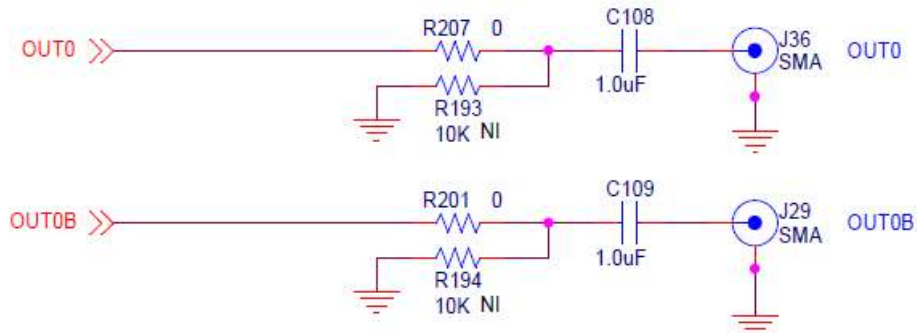 R207 0
C108
OUT0
J36
SMA
OUT0
1.0uF
R193
10K NI
R201 0
C109
OUT0B
J29
SMA
OUT0B
1.0uF
R194
10K NI